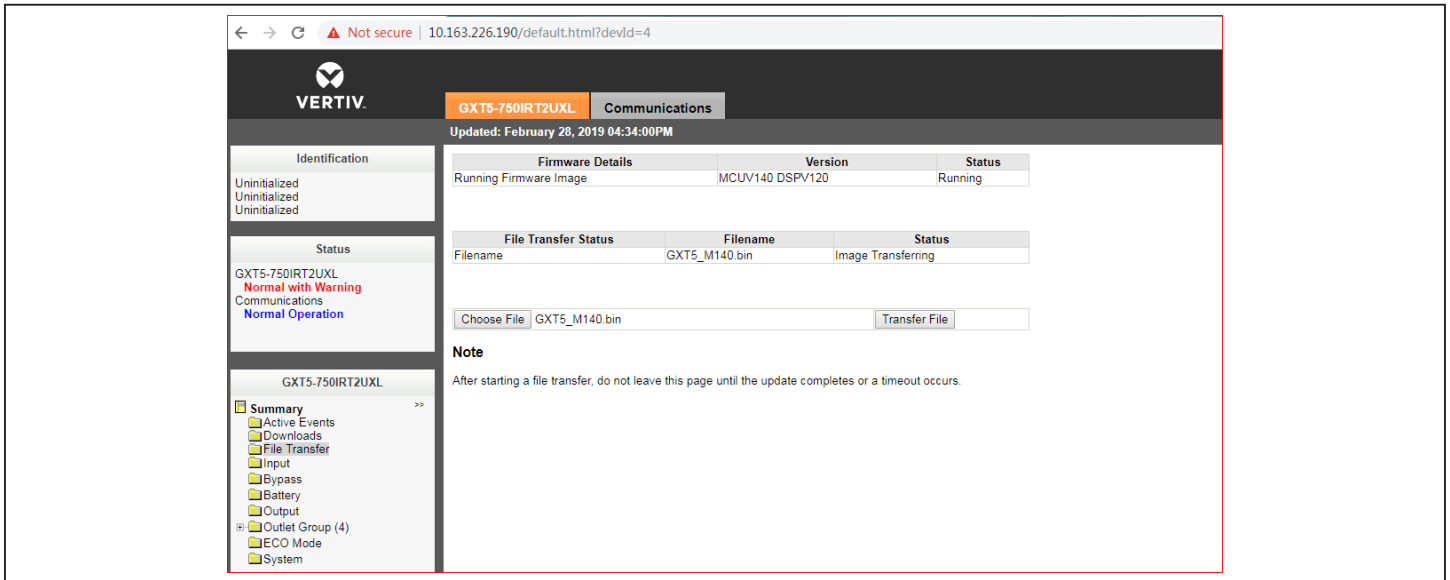 Not secure | 10.163.226.190/default.html?devId=4
VERTIV.
GXT5-750IRT2UXL Communications
Updated: February 28, 2019 04:34:00PM
Identification
Uninitialized
Uninitialized
Uninitialized
Status
GXT5-750IRT2UXL
Normal with Warning
Communications
Normal Operation
GXT5-750IRT2UXL
Summary >>
Active Events
Downloads
File Transfer
Input
Bypass
Battery
Output
Outlet Group (4)
ECO Mode
System
Firmware Details Version Status
Running Firmware Image MCUV140 DSPV120 Running
File Transfer Status Filename Status
Filename GXT5_M140.bin Image Transferring
Choose File GXT5_M140.bin Transfer File
Note
After starting a file transfer, do not leave this page until the update completes or a timeout occurs.